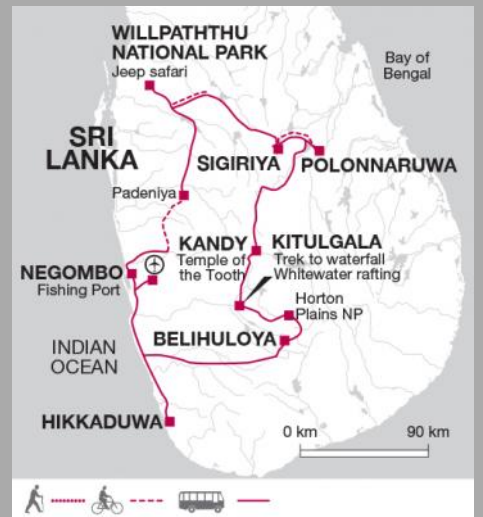 WILLPATHTHU
NATIONAL PARK
Jeep safari
Bay of
Bengal
SRI
LANKA
SIGIRIYA
POLONNARUWA
Padeniya
KANDY
Temple of
the Tooth
KITULGALA
Trek to waterfall
Whitewater rafting
NEGOMBO
Fishing Port
Horton
Plains NP
BELIHULOYA
INDIAN
OCEAN
HIKKADUWA
0 km 90 km